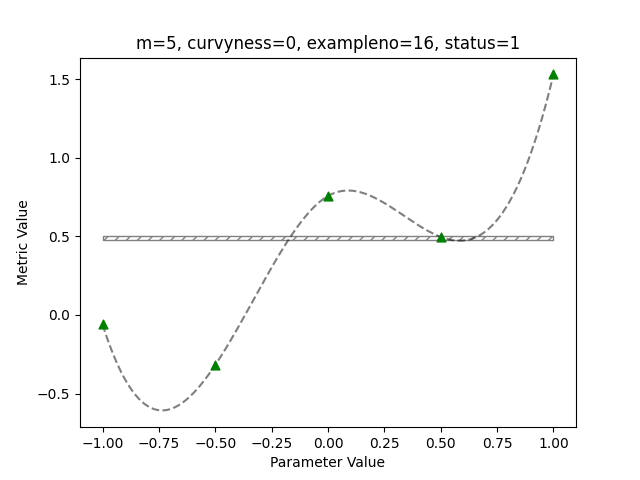 m=5, curvyness=0, exampleno=16, status=1
Metric Value
1.5
1.0
0.5
0.0
−0.5
−1.00 −0.75 −0.50 −0.25 0.00 0.25 0.50 0.75 1.00
Parameter Value